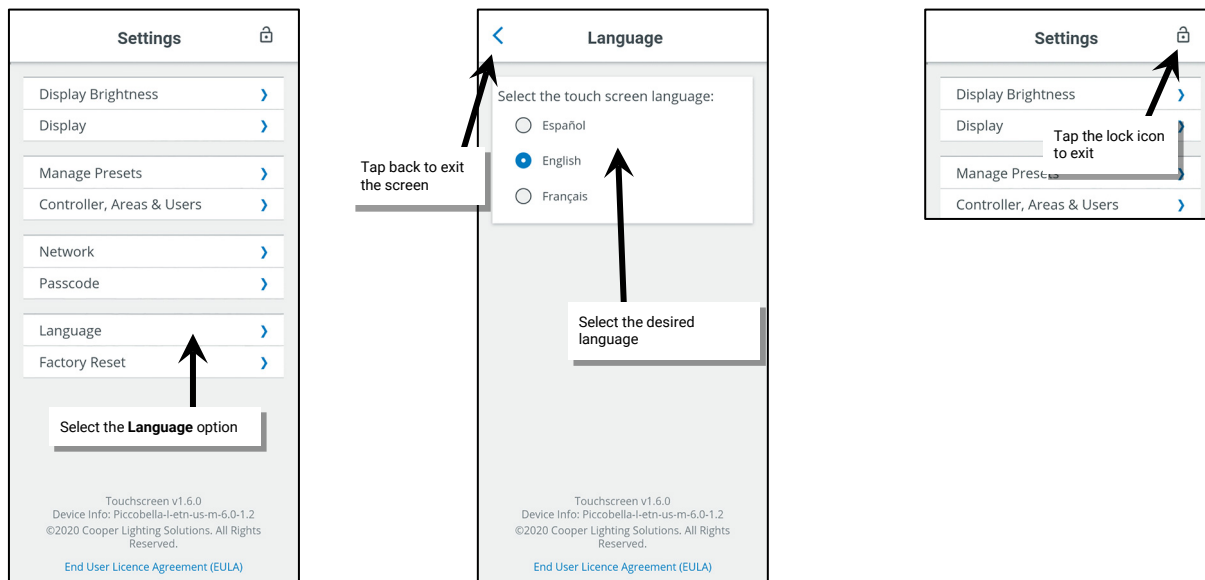 Settings
Display Brightness
Display
Manage Presets
Controller, Areas & Users
Network
Passcode
Language
Factory Reset
Select the Language option
Touchscreen v1.6.0
Device Info: Piccobella-l-etn-us-m-6.0-1.2
©2020 Cooper Lighting Solutions. All Rights
Reserved.
End User Licence Agreement (EULA)
Language
Select the touch screen language:
Español
English
Français
Tap back to exit
the screen
Select the desired
language
Touchscreen v1.6.0
Device Info: Piccobella-l-etn-us-m-6.0-1.2
©2020 Cooper Lighting Solutions. All Rights
Reserved.
End User Licence Agreement (EULA)
Settings
Display Brightness
Display
Tap the lock icon
to exit
Manage Presets
Controller, Areas & Users